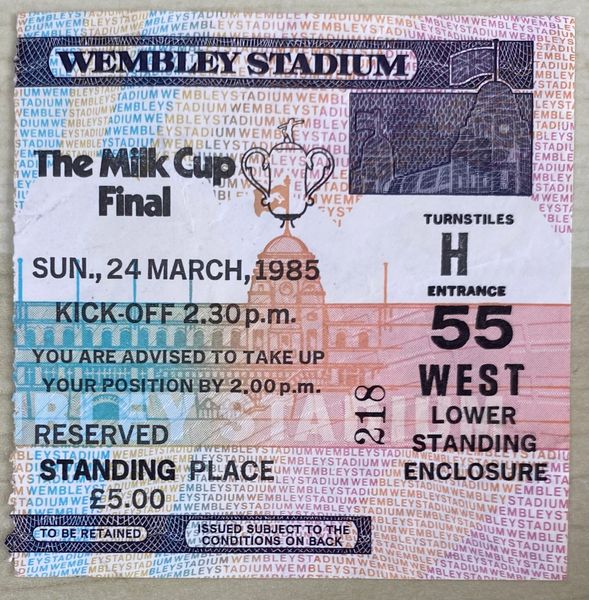 WEMBLEY STADIUM
The Milk Cup
Final
SUN., 24 MARCH, 1985
KICK-OFF 2.30 p.m.
YOU ARE ADVISED TO TAKE UP
YOUR POSITION BY 2.00 p.m.
RESERVED
STANDING PLACE
£5.00
TO BE RETAINED
ISSUED SUBJECT TO THE
CONDITIONS ON BACK
218
TURNSTILES
H
ENTRANCE
55
WEST
LOWER
STANDING
ENCLOSURE